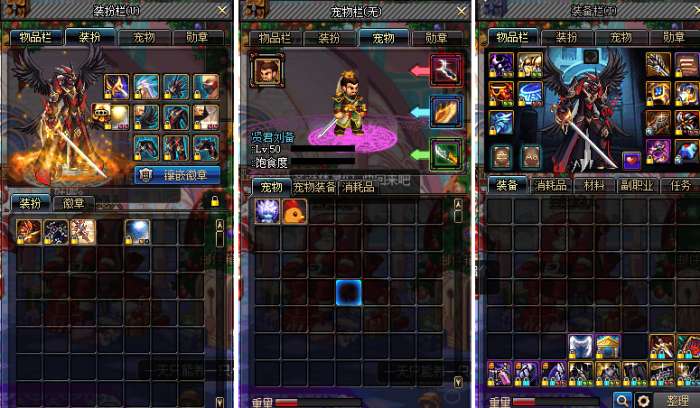 装扮栏(U)
物品栏 装扮 宠物 勋章
镶嵌徽章
装扮 徽章
宠物栏(无)
物品栏 装扮 宠物 勋章
贤君刘备
:Lv.50
:饱食度
宠物 宠物装备 消耗品
重量
装备栏(I)
物品栏 装扮 宠物 勋章
装备 消耗品 材料 副职业 任务
重量
整理